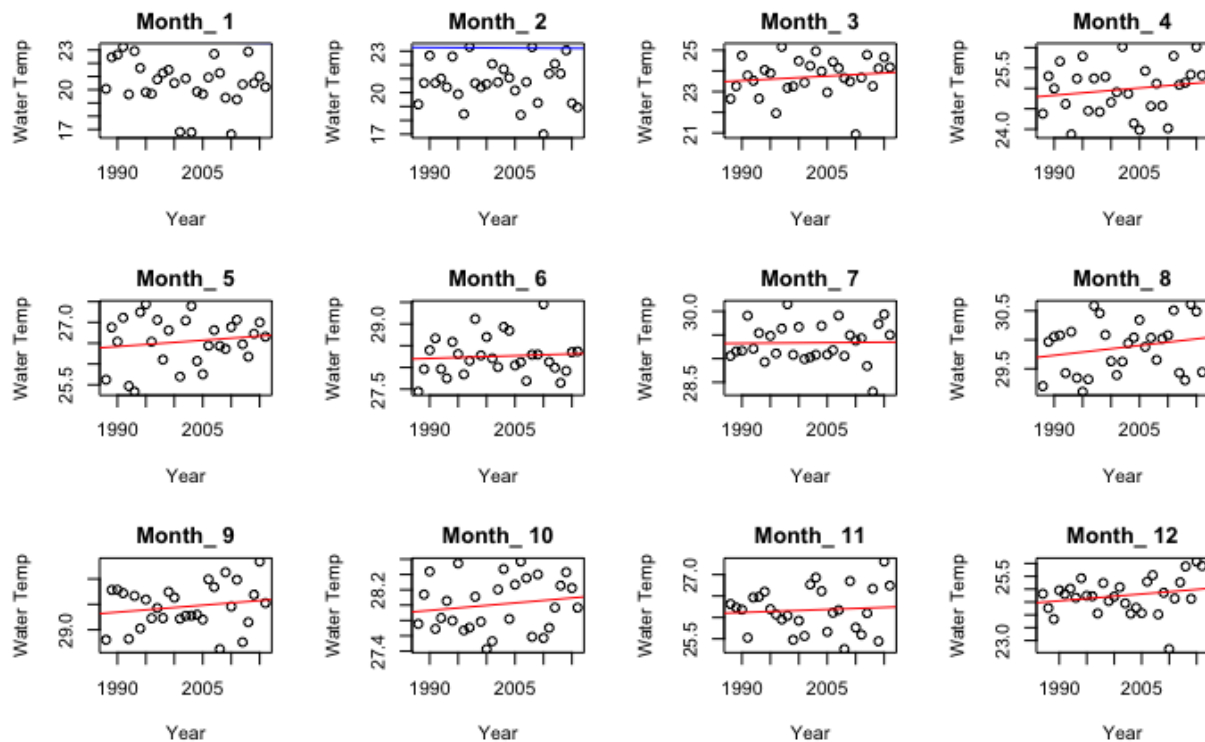 Month_ 1
Water Temp
23
20
17
1990 2005
Year
Month_ 2
Water Temp
23
20
17
1990 2005
Year
Month_ 3
Water Temp
25
23
21
1990 2005
Year
Month_ 4
Water Temp
25.5
24.0
1990 2005
Year
Month_ 5
Water Temp
27.0
25.5
1990 2005
Year
Month_ 6
Water Temp
29.0
27.5
1990 2005
Year
Month_ 7
Water Temp
30.0
28.5
1990 2005
Year
Month_ 8
Water Temp
30.5
29.5
1990 2005
Year
Month_ 9
Water Temp
29.0
1990 2005
Year
Month_ 10
Water Temp
28.2
27.4
1990 2005
Year
Month_ 11
Water Temp
27.0
25.5
1990 2005
Year
Month_ 12
Water Temp
25.5
23.0
1990 2005
Year